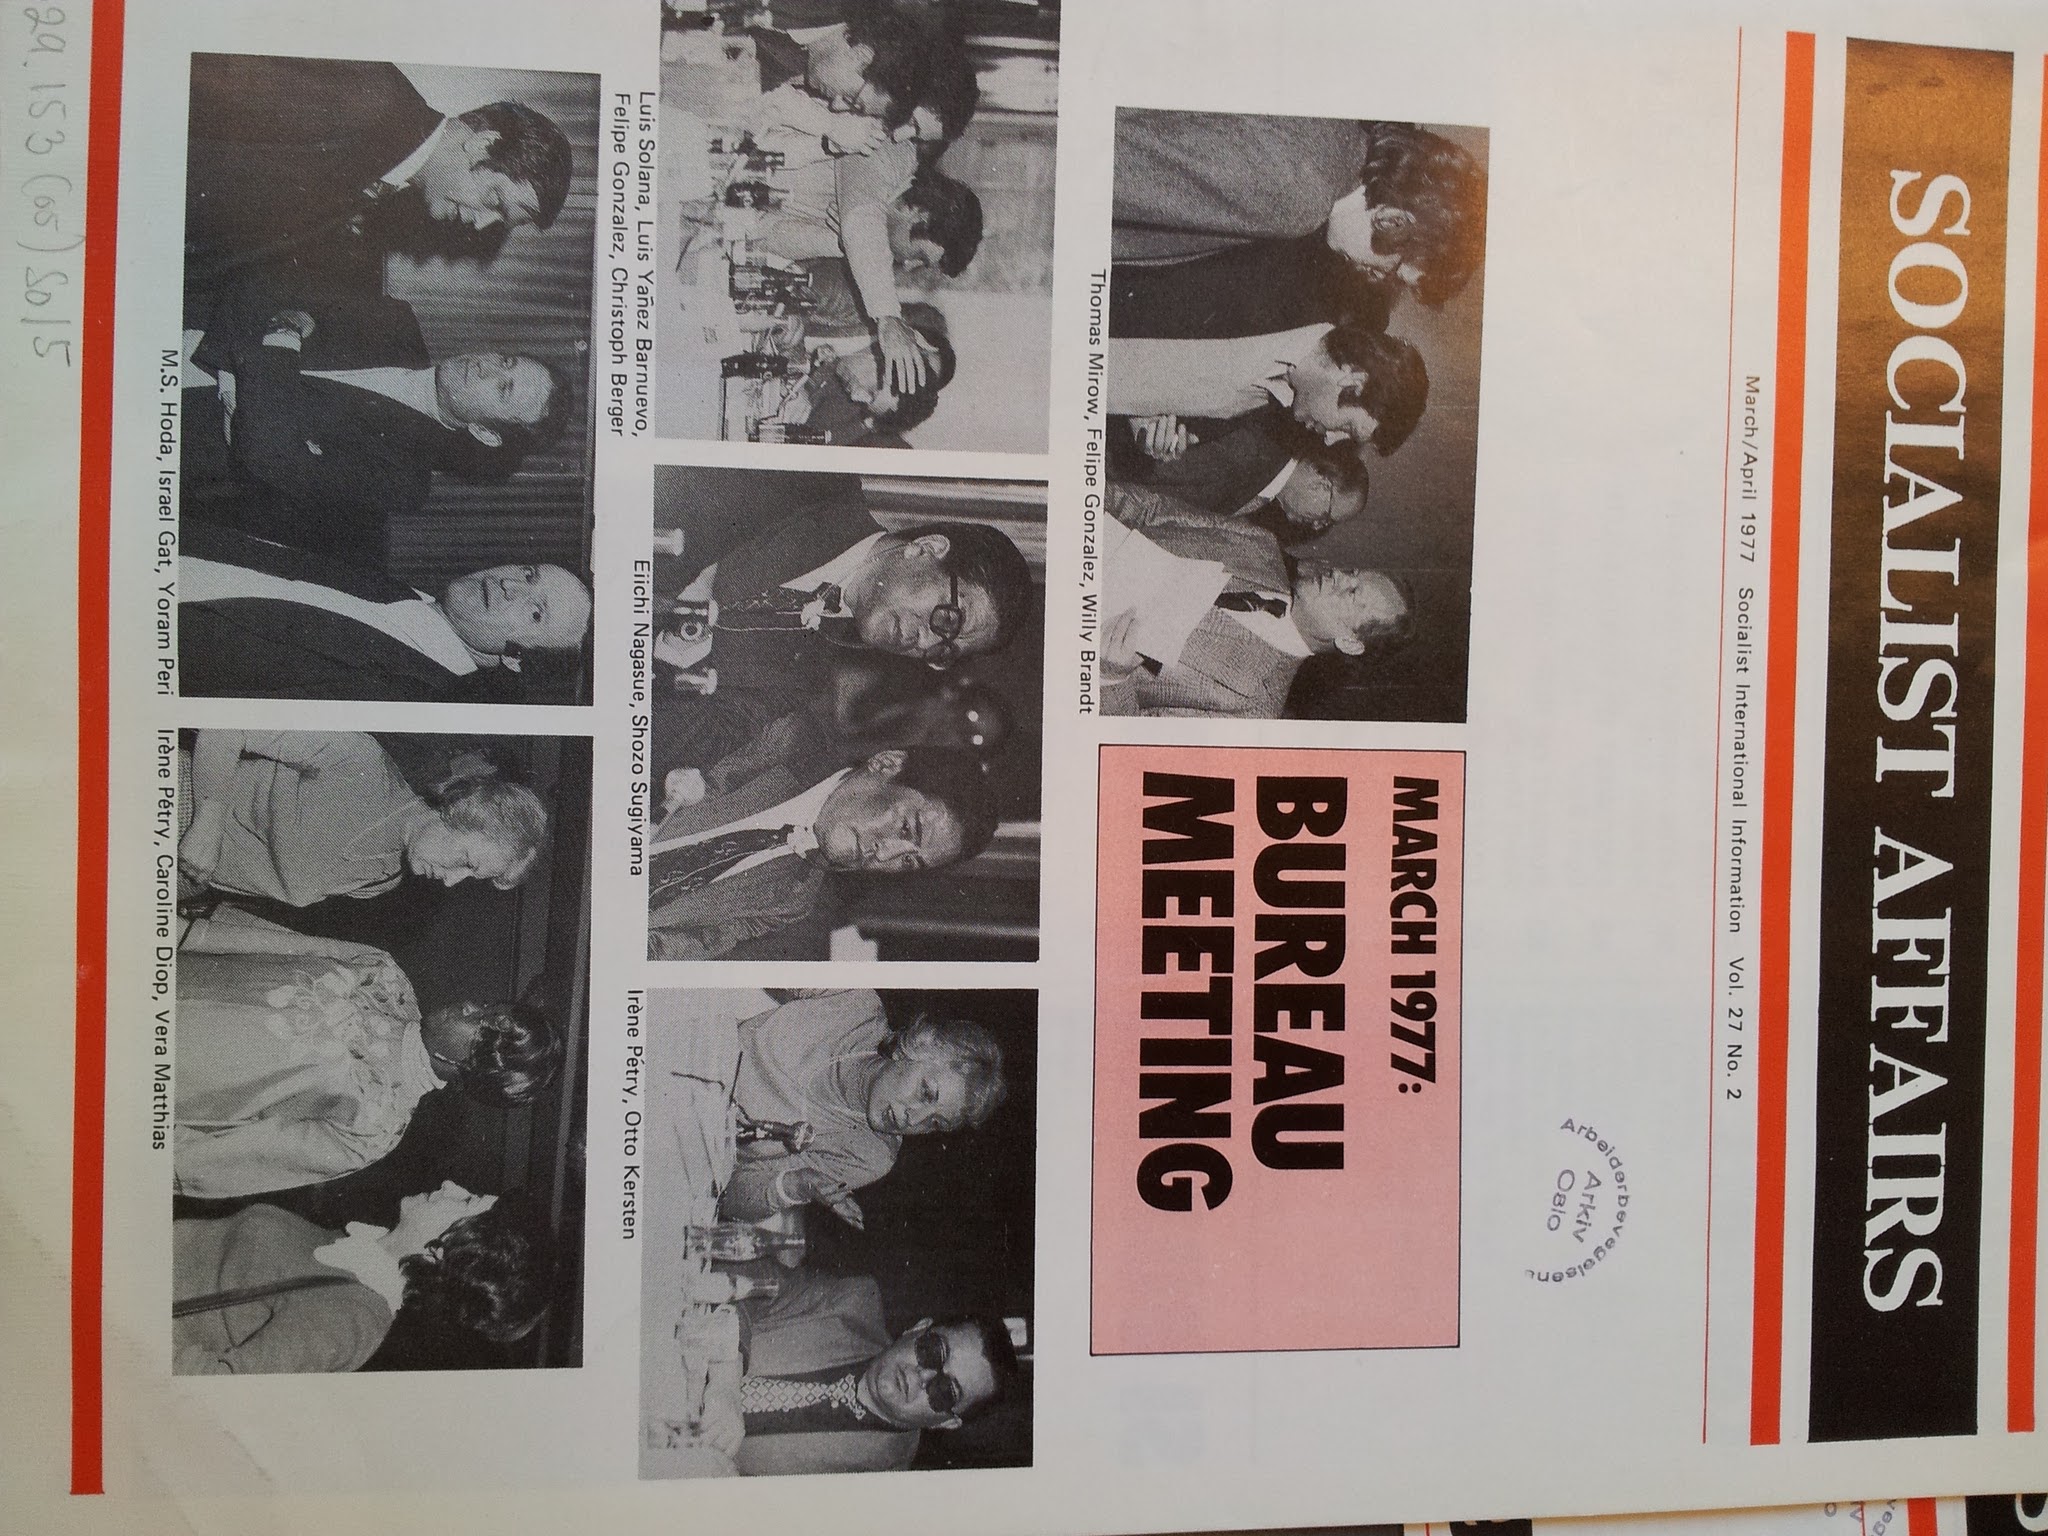 SOCIALIST AFFAIRS
March/April 1977 Socialist International Information Vol. 27 No. 2
Arbeiderbevegelsens
Arkiv
Oslo
MARCH 1977:
BUREAU
MEETING
Thomas Mirow, Felipe Gonzalez, Willy Brandt
Luis Solana, Luis Yañez Barnuevo,
Felipe Gonzalez, Christoph Berger
Eiichi Nagasue, Shozo Sugiyama
Irène Pétry, Otto Kersten
M.S. Hoda, Israel Gat, Yoram Peri
Irène Pétry, Caroline Diop, Vera Matthias